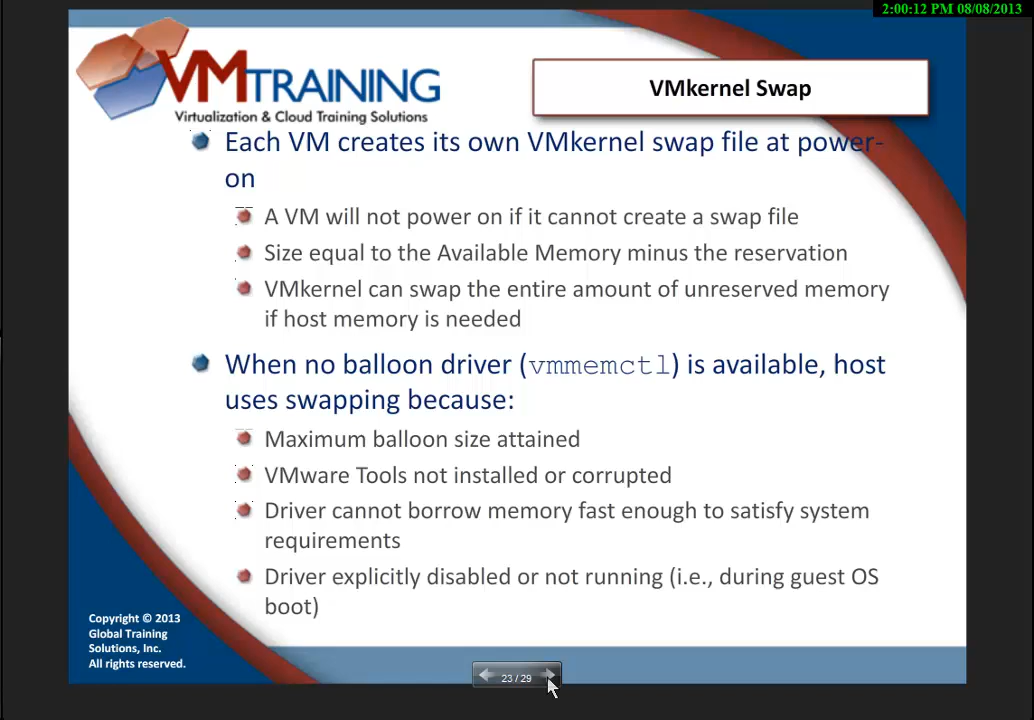 2:00:12 PM 08/08/2013
VMTRAINING
Virtualization & Cloud Training Solutions
VMkernel Swap
Each VM creates its own VMkernel swap file at power-
on
A VM will not power on if it cannot create a swap file
Size equal to the Available Memory minus the reservation
VMkernel can swap the entire amount of unreserved memory
if host memory is needed
When no balloon driver (vmmemctl) is available, host
uses swapping because:
Maximum balloon size attained
VMware Tools not installed or corrupted
Driver cannot borrow memory fast enough to satisfy system
requirements
Driver explicitly disabled or not running (i.e., during guest OS
boot)
Copyright © 2013
Global Training
Solutions, Inc.
All rights reserved.
23 / 29